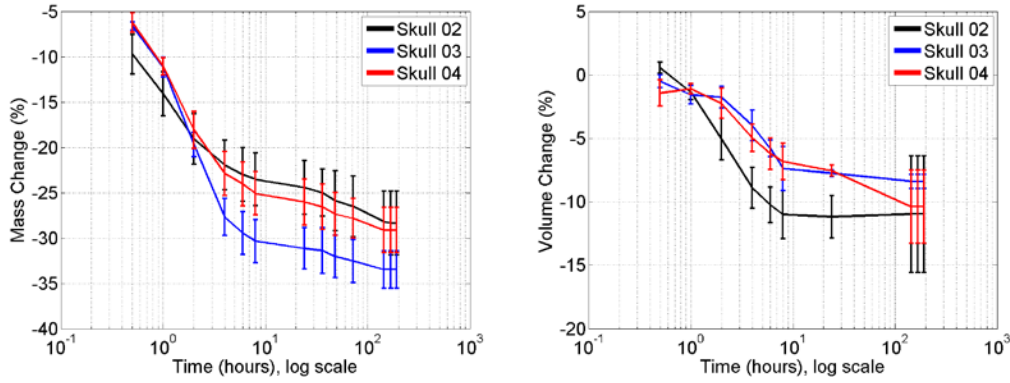 -5
-10
-15
-20
-25
-30
-35
-40
Mass Change (%)
10^-1
10^0
10^1
10^2
10^3
Time (hours), log scale
Skull 02
Skull 03
Skull 04
5
0
-5
-10
-15
-20
Volume Change (%)
10^-1
10^0
10^1
10^2
10^3
Time (hours), log scale
Skull 02
Skull 03
Skull 04